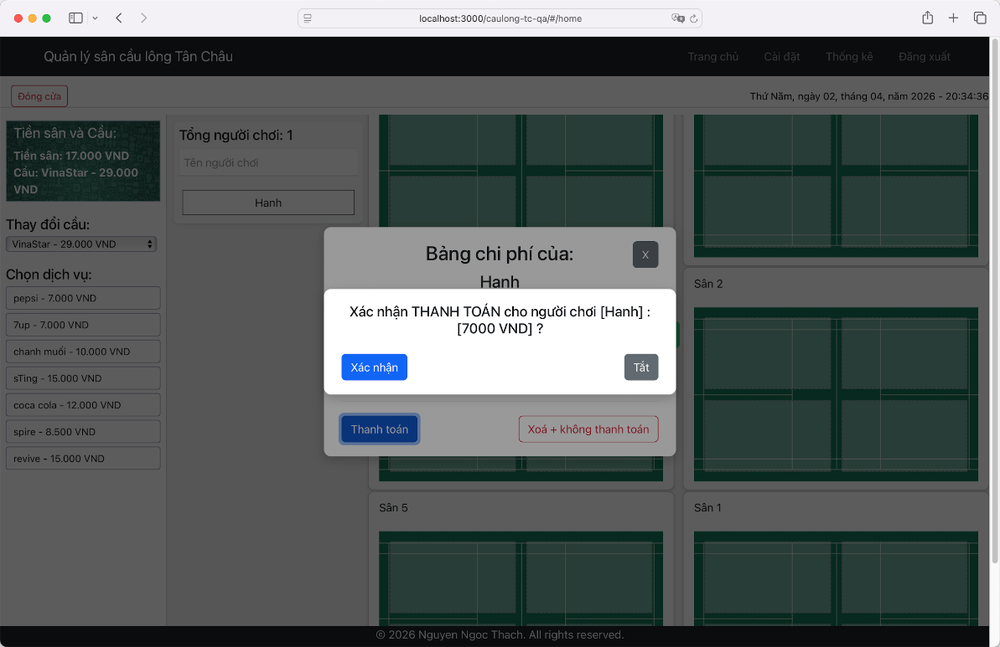 localhost:3000/caulong-tc-qa/#/home
Quản lý sân cầu lông Tân Châu
Trang chủ
Cài đặt
Thống kê
Đăng xuất
Đóng cửa
Thứ Năm, ngày 02, tháng 04, năm 2026 - 20:34:36
Tiền sân và Cầu:
Tiền sân: 17.000 VND
Cầu: VinaStar - 29.000
VND
Thay đổi cầu:
VinaStar - 29.000 VND
Chọn dịch vụ:
pepsi - 7.000 VND
7up - 7.000 VND
chanh muối - 10.000 VND
sTing - 15.000 VND
coca cola - 12.000 VND
spire - 8.500 VND
revive - 15.000 VND
Tổng người chơi: 1
Tên người chơi
Hanh
Bảng chi phí của:
X
Hanh
Xác nhận THANH TOÁN cho người chơi [Hanh] :
[7000 VND] ?
Xác nhận
Tắt
Thanh toán
Xoá + không thanh toán
Sân 2
Sân 5
Sân 1
© 2026 Nguyen Ngoc Thach. All rights reserved.